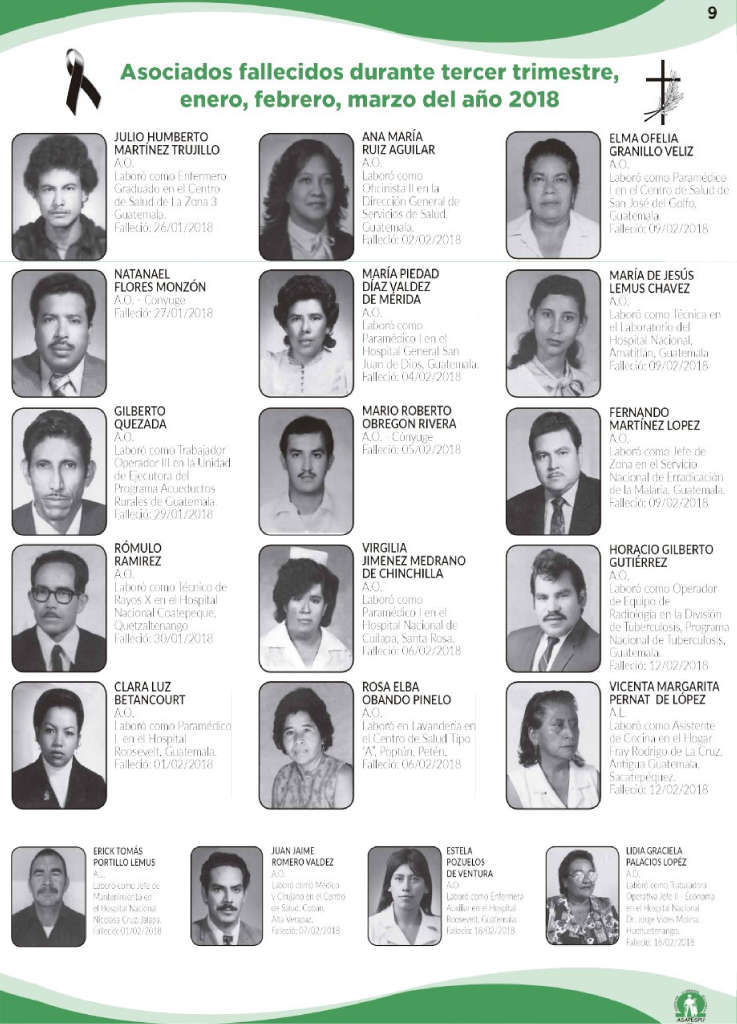 9
Asociados fallecidos durante tercer trimestre,
enero, febrero, marzo del año 2018
JULIO HUMBERTO
MARTÍNEZ TRUJILLO
A.O.
Laboró como Enfermero
Graduado en el Centro
de Salud de La Zona 3
Guatemala.
Falleció: 26/01/2018
ANA MARÍA
RUIZ AGUILAR
A.O.
Laboró como
Oficinista II en la
Dirección General de
Servicios de Salud,
Guatemala.
Falleció: 02/02/2018
ELMA OFELIA
GRANILLO VELIZ
A.O.
Laboró como Paramédico
I en el Centro de Salud de
San José del Golfo,
Guatemala.
Falleció: 09/02/2018
NATANAEL
FLORES MONZÓN
A.O. - Conyuge
Falleció: 27/01/2018
MARÍA PIEDAD
DÍAZ VALDEZ
DE MÉRIDA
A.O.
Laboró como
Paramédico I en el
Hospital General San
Juan de Dios, Guatemala.
Falleció: 04/02/2018
MARÍA DE JESÚS
LEMUS CHAVEZ
A.O.
Laboró como Técnica en
el Laboratorio del
Hospital Nacional,
Amatitlán, Guatemala
Falleció: 09/02/2018
GILBERTO
QUEZADA
A.O.
Laboró como Trabajador
Operador III en la Unidad
de Ejecutora del
Programa Acueductos
Rurales de Guatemala.
Falleció: 29/01/2018
MARIO ROBERTO
OBREGON RIVERA
A.O. - Cónyuge
Falleció: 05/02/2018
FERNANDO
MARTÍNEZ LOPEZ
A.O.
Laboró como Jefe de
Zona en el Servicio
Nacional de Erradicación
de la Malaria, Guatemala.
Falleció: 09/02/2018
RÓMULO
RAMIREZ
A.O.
Laboró como Técnico de
Rayos X en el Hospital
Nacional Coatepeque,
Quetzaltenango
Falleció: 30/01/2018
VIRGILIA
JIMENEZ MEDRANO
DE CHINCHILLA
A.O.
Laboró como
Paramédico I en el
Hospital Nacional de
Cuilapa, Santa Rosa.
Falleció: 06/02/2018
HORACIO GILBERTO
GUTIÉRREZ
A.O.
Laboró como Operador
de Equipo de
Radiología en la División
de Tuberculosis, Programa
Nacional de Tuberculosis,
Guatemala.
Falleció: 12/02/2018
CLARA LUZ
BETANCOURT
A.O.
Laboró como Paramédico
I en el Hospital
Roosevelt, Guatemala.
Falleció: 01/02/2018
ROSA ELBA
OBANDO PINELO
A.O.
Laboró en Lavandería en
el Centro de Salud Tipo
"A", Poptún, Petén.
Falleció: 06/02/2018
VICENTA MARGARITA
PERNAT DE LÓPEZ
A.L.
Laboró como Asistente
de Cocina en el Hogar
Fray Rodrigo de La Cruz,
Antigua Guatemala,
Sacatepéquez.
Falleció: 12/02/2018
ERICK TOMÁS
PORTILLO LEMUS
A.L.
Laboró como Jefe de
Mantenimiento en
el Hospital Nacional
Nicolasa Cruz, Jalapa.
Falleció:01/02/2018
JUAN JAIME
ROMERO VALDEZ
A.O.
Laboró como Médico
y Cirujano en el Centro
de Salud, Cobán,
Alta Verapaz.
Falleció:07/02/2018
ESTELA
POZUELOS
DE VENTURA
A.O.
Laboró como Enfermera
Auxiliar en el Hospital
Roosevelt, Guatemala.
Falleció: 18/02/2018
LIDIA GRACIELA
PALACIOS LOPÉZ
A.O.
Laboró como Trabajadora
Operativa Jefe II - Ecónoma
en el Hospital Nacional
Dr. Jorge Vides Molina,
Huehuetenango.
Falleció: 18/02/2018